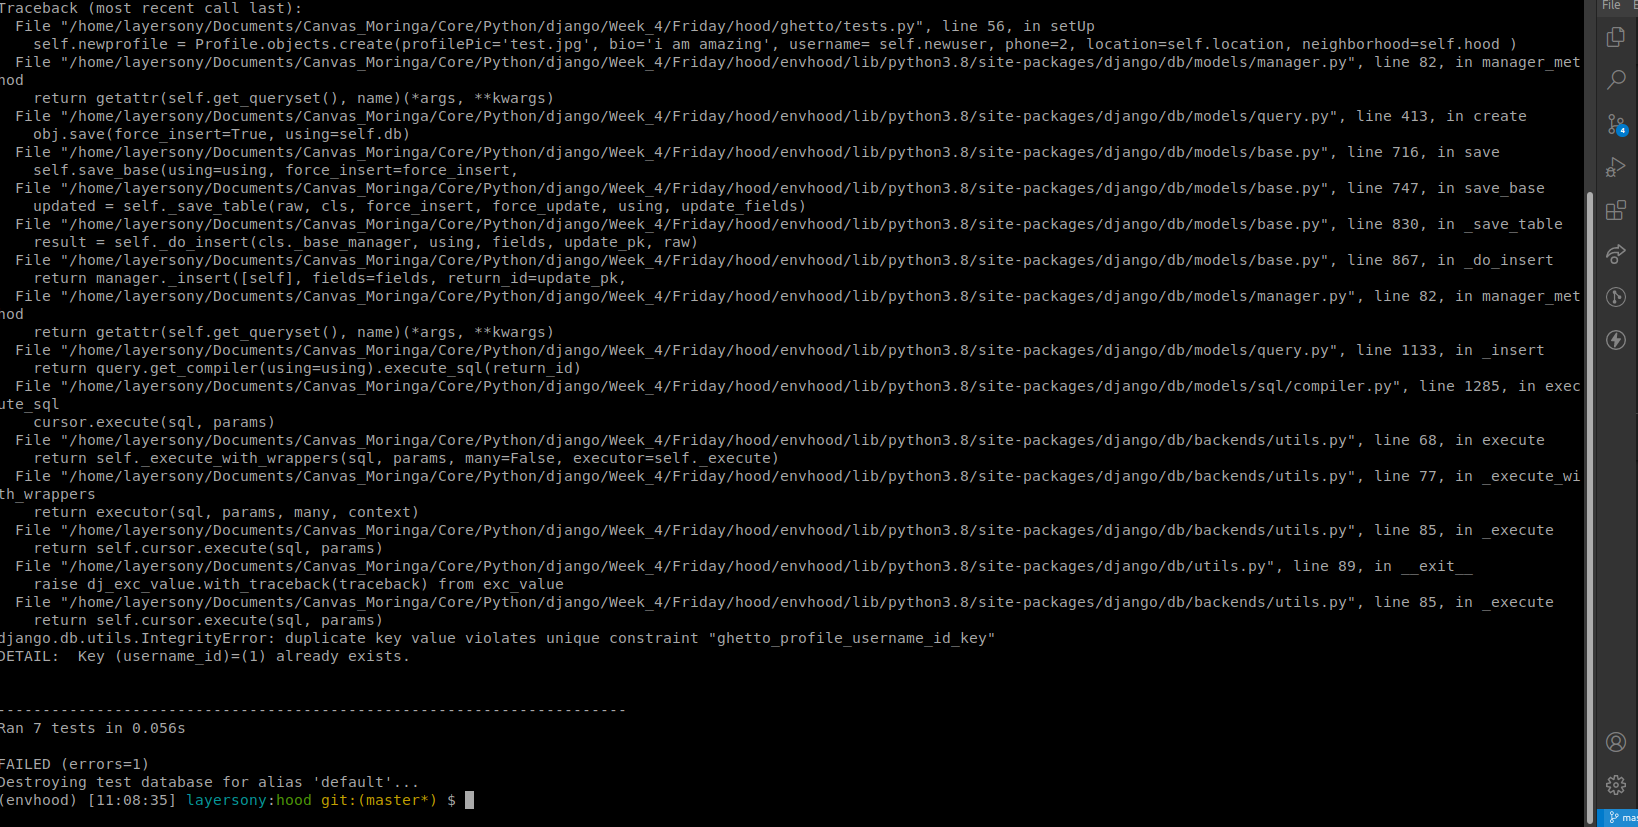 Traceback (most recent call last):
File "/home/layersony/Documents/Canvas_Moringa/Core/Python/django/Week_4/Friday/hood/ghetto/tests.py", line 56, in setUp
self.newprofile = Profile.objects.create(profilePic='test.jpg', bio='i am amazing', username= self.newuser, phone=2, location=self.location, neighborhood=self.hood )
File "/home/layersony/Documents/Canvas_Moringa/Core/Python/django/Week_4/Friday/hood/envhood/lib/python3.8/site-packages/django/db/models/manager.py", line 82, in manager_met
hod
return getattr(self.get_queryset(), name)(*args, **kwargs)
File "/home/layersony/Documents/Canvas_Moringa/Core/Python/django/Week_4/Friday/hood/envhood/lib/python3.8/site-packages/django/db/models/query.py", line 413, in create
obj.save(force_insert=True, using=self.db)
File "/home/layersony/Documents/Canvas_Moringa/Core/Python/django/Week_4/Friday/hood/envhood/lib/python3.8/site-packages/django/db/models/base.py", line 716, in save
self.save_base(using=using, force_insert=force_insert,
File "/home/layersony/Documents/Canvas_Moringa/Core/Python/django/Week_4/Friday/hood/envhood/lib/python3.8/site-packages/django/db/models/base.py", line 747, in save_base
updated = self._save_table(raw, cls, force_insert, force_update, using, update_fields)
File "/home/layersony/Documents/Canvas_Moringa/Core/Python/django/Week_4/Friday/hood/envhood/lib/python3.8/site-packages/django/db/models/base.py", line 830, in _save_table
result = self._do_insert(cls._base_manager, using, fields, update_pk, raw)
File "/home/layersony/Documents/Canvas_Moringa/Core/Python/django/Week_4/Friday/hood/envhood/lib/python3.8/site-packages/django/db/models/base.py", line 867, in _do_insert
return manager._insert([self], fields=fields, return_id=update_pk,
File "/home/layersony/Documents/Canvas_Moringa/Core/Python/django/Week_4/Friday/hood/envhood/lib/python3.8/site-packages/django/db/models/manager.py", line 82, in manager_met
hod
return getattr(self.get_queryset(), name)(*args, **kwargs)
File "/home/layersony/Documents/Canvas_Moringa/Core/Python/django/Week_4/Friday/hood/envhood/lib/python3.8/site-packages/django/db/models/query.py", line 1133, in _insert
return query.get_compiler(using=using).execute_sql(return_id)
File "/home/layersony/Documents/Canvas_Moringa/Core/Python/django/Week_4/Friday/hood/envhood/lib/python3.8/site-packages/django/db/models/sql/compiler.py", line 1285, in exec
ute_sql
cursor.execute(sql, params)
File "/home/layersony/Documents/Canvas_Moringa/Core/Python/django/Week_4/Friday/hood/envhood/lib/python3.8/site-packages/django/db/backends/utils.py", line 68, in execute
return self._execute_with_wrappers(sql, params, many=False, executor=self._execute)
File "/home/layersony/Documents/Canvas_Moringa/Core/Python/django/Week_4/Friday/hood/envhood/lib/python3.8/site-packages/django/db/backends/utils.py", line 77, in _execute_wi
th_wrappers
return executor(sql, params, many, context)
File "/home/layersony/Documents/Canvas_Moringa/Core/Python/django/Week_4/Friday/hood/envhood/lib/python3.8/site-packages/django/db/backends/utils.py", line 85, in _execute
return self.cursor.execute(sql, params)
File "/home/layersony/Documents/Canvas_Moringa/Core/Python/django/Week_4/Friday/hood/envhood/lib/python3.8/site-packages/django/db/utils.py", line 89, in __exit__
raise dj_exc_value.with_traceback(traceback) from exc_value
File "/home/layersony/Documents/Canvas_Moringa/Core/Python/django/Week_4/Friday/hood/envhood/lib/python3.8/site-packages/django/db/backends/utils.py", line 85, in _execute
return self.cursor.execute(sql, params)
django.db.utils.IntegrityError: duplicate key value violates unique constraint "ghetto_profile_username_id_key"
DETAIL:  Key (username_id)=(1) already exists.
----------------------------------------------------------------------
Ran 7 tests in 0.056s
FAILED (errors=1)
Destroying test database for alias 'default'...
(envhood) [11:08:35] layersony:hood git:(master*) $
File E
4
mas